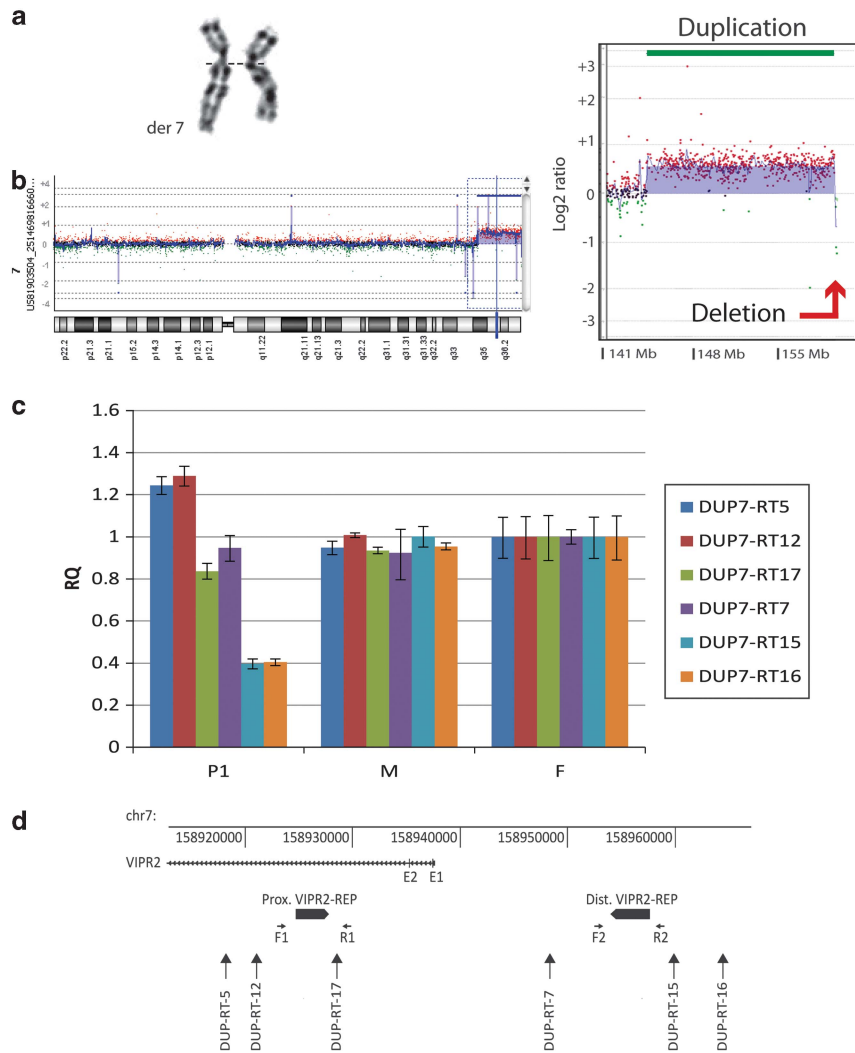 a
der 7
b
U581903504_251469816660...
7
+4
+2
+1
0
-1
-2
-4
p22.2
p21.3
p21.1
p15.2
p14.3
p14.1
p12.3
p12.1
q11.22
q21.11
q21.13
q21.3
q22.2
q31.1
q31.31
q31.33
q32.2
q33
q35
q36.2
Duplication
Log2 ratio
+3
+2
+1
0
-1
-2
-3
Deletion
141 Mb
148 Mb
155 Mb
c
RQ
1.6
1.4
1.2
1
0.8
0.6
0.4
0.2
0
P1
M
F
DUP7-RT5
DUP7-RT12
DUP7-RT17
DUP7-RT7
DUP7-RT15
DUP7-RT16
d
chr7:
158920000 158930000 158940000 158950000 158960000
VIPR2
E2 E1
Prox. VIPR2-REP
Dist. VIPR2-REP
F1 R1
F2 R2
DUP-RT-5
DUP-RT-12
DUP-RT-17
DUP-RT-7
DUP-RT-15
DUP-RT-16